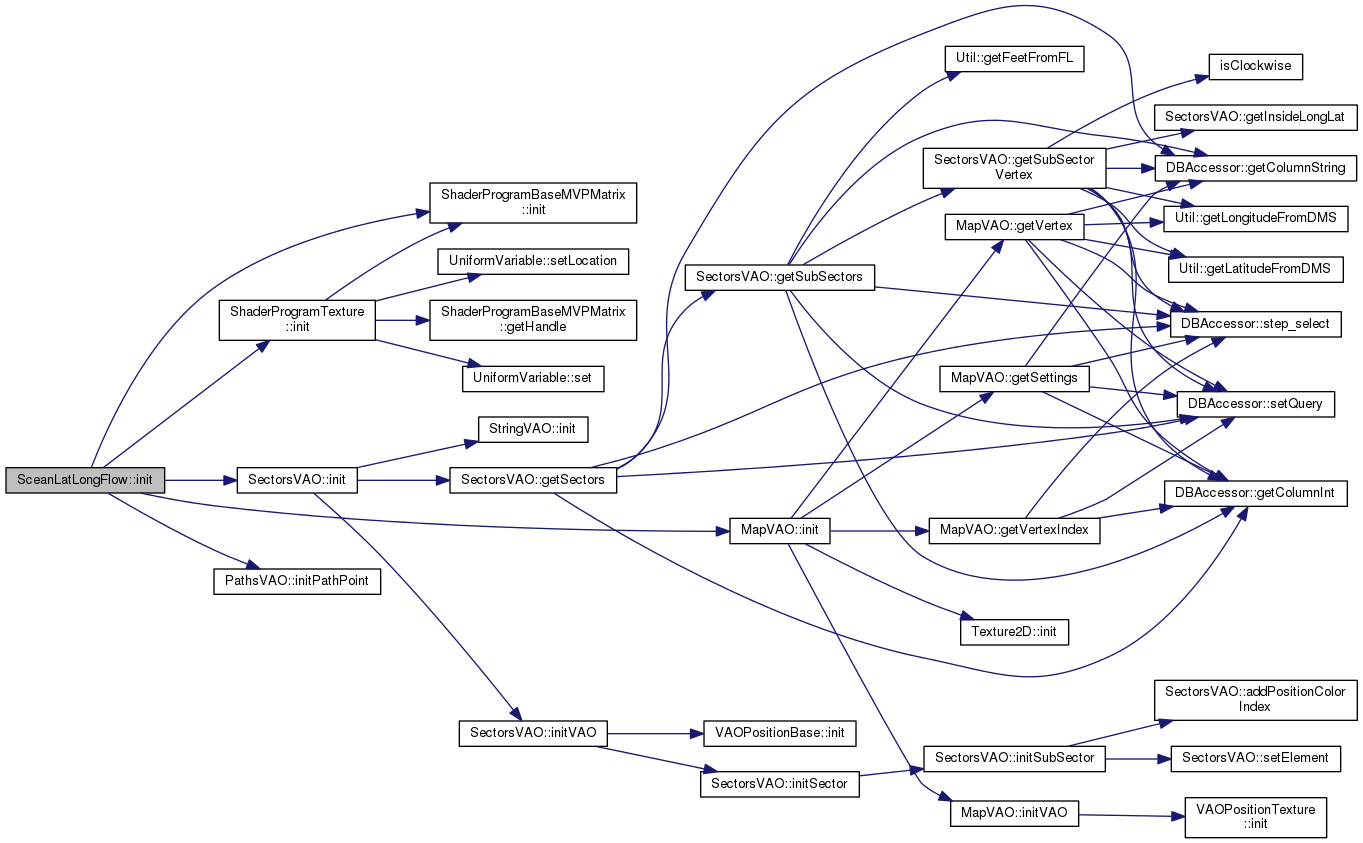 SceanLatLongFlow::init
ShaderProgramBaseMVPMatrix
::init
ShaderProgramTexture
::init
UniformVariable::setLocation
ShaderProgramBaseMVPMatrix
::getHandle
UniformVariable::set
SectorsVAO::init
StringVAO::init
SectorsVAO::getSectors
PathsVAO::initPathPoint
SectorsVAO::initVAO
VAOPositionBase::init
SectorsVAO::initSector
SectorsVAO::getSubSectors
MapVAO::init
Util::getFeetFromFL
SectorsVAO::getSubSector
Vertex
MapVAO::getVertex
MapVAO::getSettings
MapVAO::getVertexIndex
Texture2D::init
SectorsVAO::initSubSector
MapVAO::initVAO
isClockwise
SectorsVAO::getInsideLongLat
DBAccessor::getColumnString
Util::getLongitudeFromDMS
Util::getLatitudeFromDMS
DBAccessor::step_select
DBAccessor::setQuery
DBAccessor::getColumnInt
SectorsVAO::addPositionColor
Index
SectorsVAO::setElement
VAOPositionTexture
::init